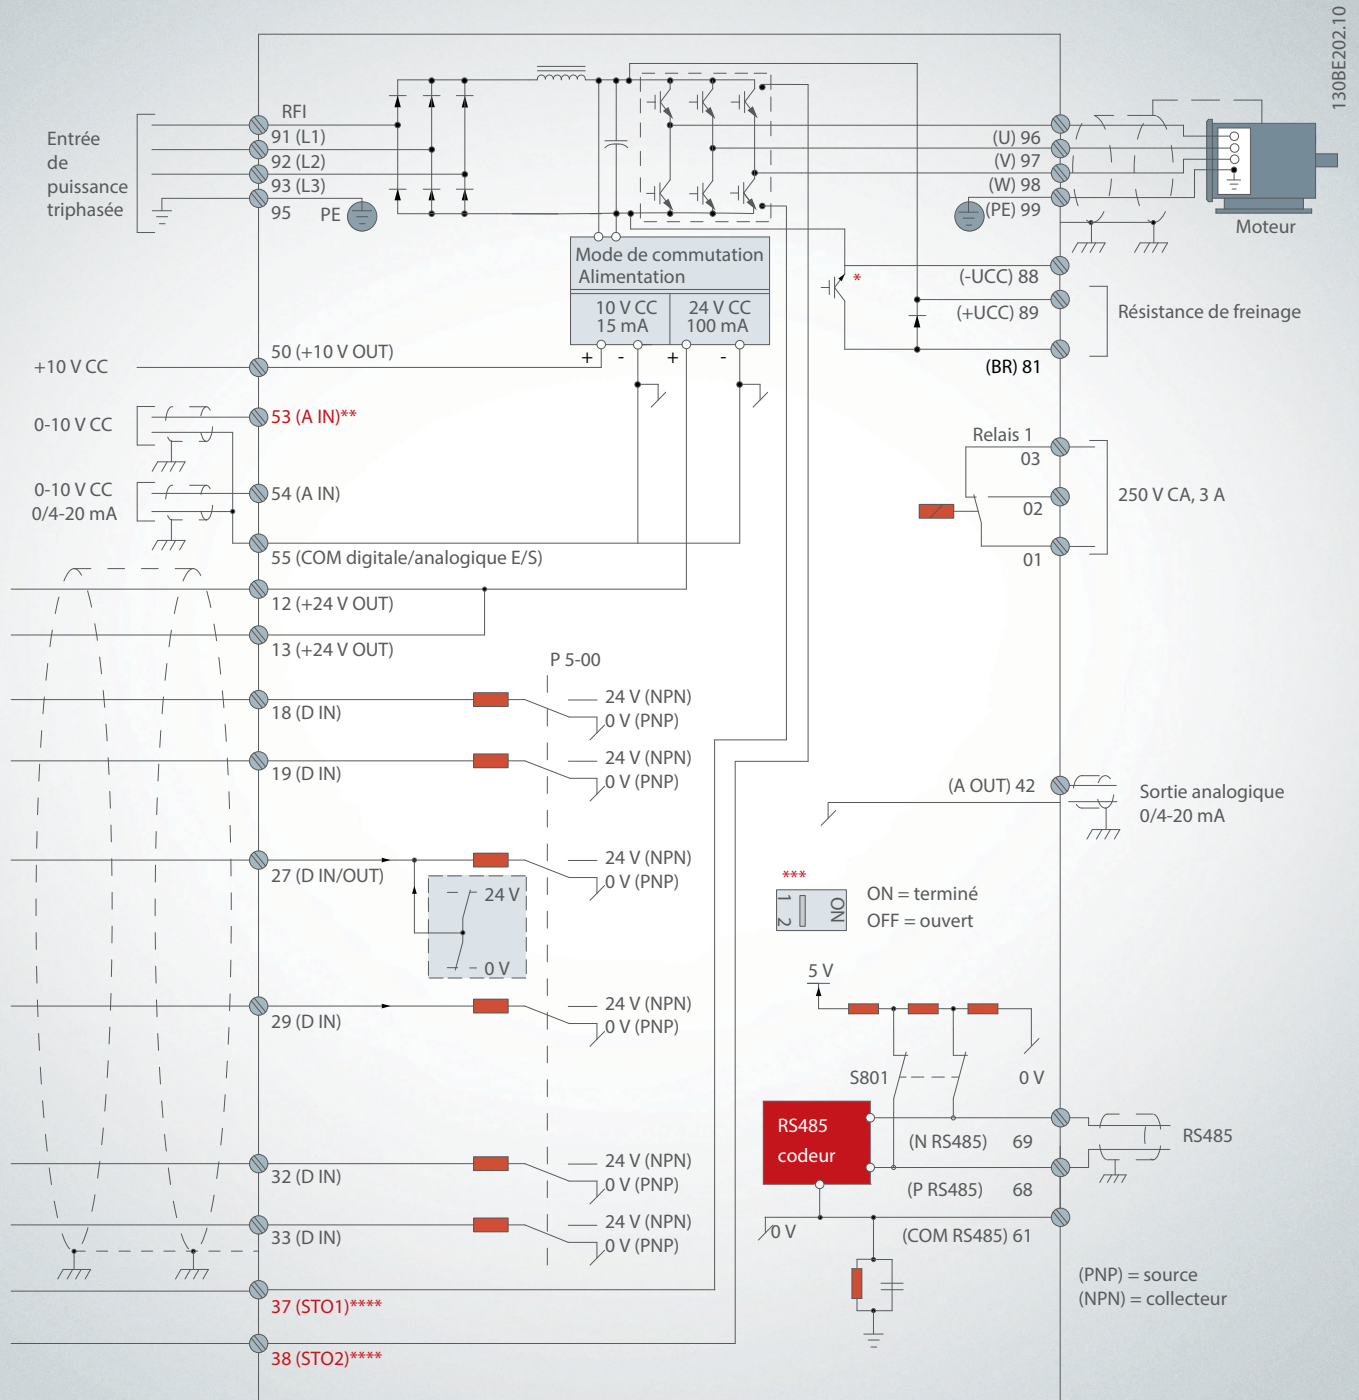 130BE202.10
RFI
Entrée
de
puissance
triphasée
91 (L1)
92 (L2)
93 (L3)
95
PE
(U) 96
(V) 97
(W) 98
(PE) 99
Moteur
Mode de commutation
Alimentation
10 V CC
15 mA
24 V CC
100 mA
+
-
+
-
*
(-UCC) 88
(+UCC) 89
(BR) 81
Résistance de freinage
+10 V CC
50 (+10 V OUT)
0-10 V CC
53 (A IN)**
0-10 V CC
0/4-20 mA
54 (A IN)
55 (COM digitale/analogique E/S)
12 (+24 V OUT)
13 (+24 V OUT)
Relais 1
03
02
01
250 V CA, 3 A
P 5-00
18 (D IN)
24 V (NPN)
0 V (PNP)
19 (D IN)
24 V (NPN)
0 V (PNP)
27 (D IN/OUT)
24 V (NPN)
0 V (PNP)
24 V
0 V
29 (D IN)
24 V (NPN)
0 V (PNP)
32 (D IN)
24 V (NPN)
0 V (PNP)
33 (D IN)
24 V (NPN)
0 V (PNP)
37 (STO1)****
38 (STO2)****
(A OUT) 42
Sortie analogique
0/4-20 mA
***
1
2
ON
ON = terminé
OFF = ouvert
5 V
S801
0 V
RS485
codeur
(N RS485) 69
(P RS485) 68
RS485
0 V
(COM RS485) 61
(PNP) = source
(NPN) = collecteur